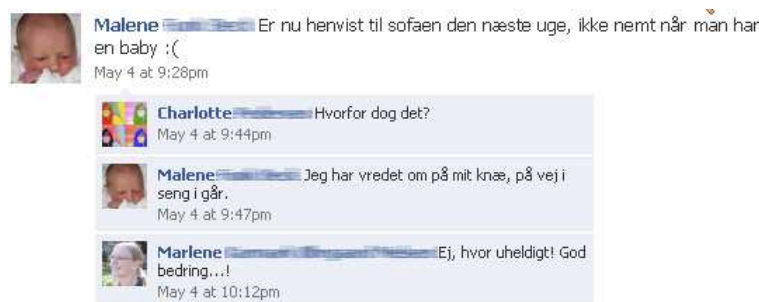 Malene Er nu henvist til sofaen den næste uge, ikke nemt når man har
en baby :(
May 4 at 9:28pm
Charlotte Hvorfor dog det?
May 4 at 9:44pm
Malene Jeg har vredet om på mit knæ, på vej i
seng i går.
May 4 at 9:47pm
Marlene Ej, hvor uheldigt! God
bedring...!
May 4 at 10:12pm